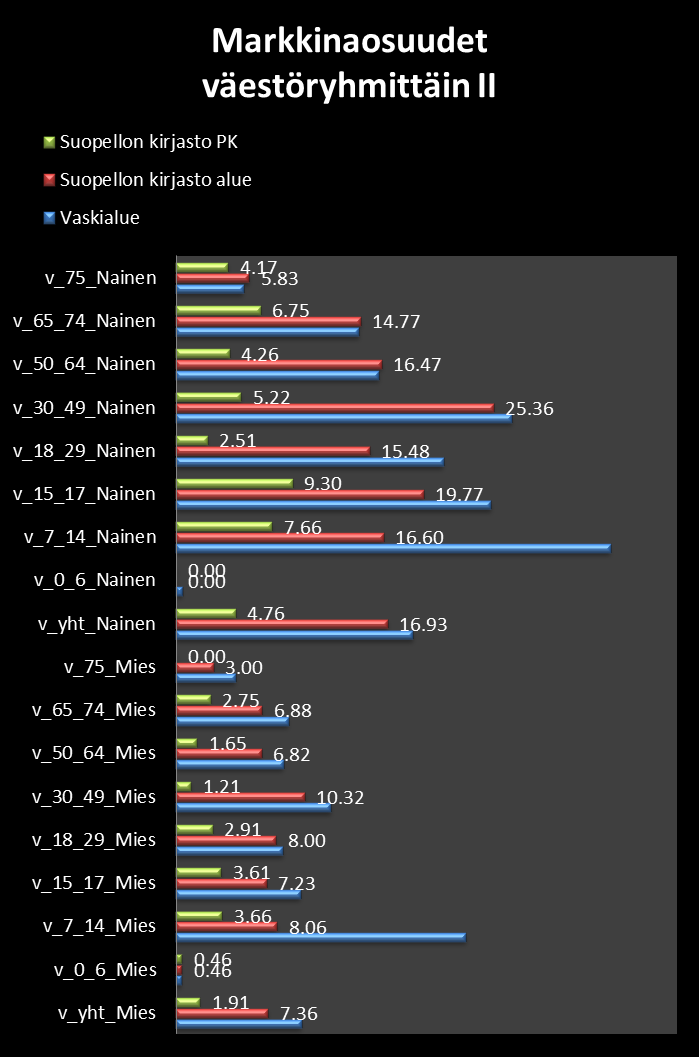 Markkinaosuudet
väestöryhmittäin II
Suopellon kirjasto PK
Suopellon kirjasto alue
Vaskialue
v_75_Nainen 4.17 5.83
v_65_74_Nainen 6.75 14.77
v_50_64_Nainen 4.26 16.47
v_30_49_Nainen 5.22 25.36
v_18_29_Nainen 2.51 15.48
v_15_17_Nainen 9.30 19.77
v_7_14_Nainen 7.66 16.60
v_0_6_Nainen 0.00 0.00
v_yht_Nainen 4.76 16.93
v_75_Mies 0.00 3.00
v_65_74_Mies 2.75 6.88
v_50_64_Mies 1.65 6.82
v_30_49_Mies 1.21 10.32
v_18_29_Mies 2.91 8.00
v_15_17_Mies 3.61 7.23
v_7_14_Mies 3.66 8.06
v_0_6_Mies 0.46 0.46
v_yht_Mies 1.91 7.36